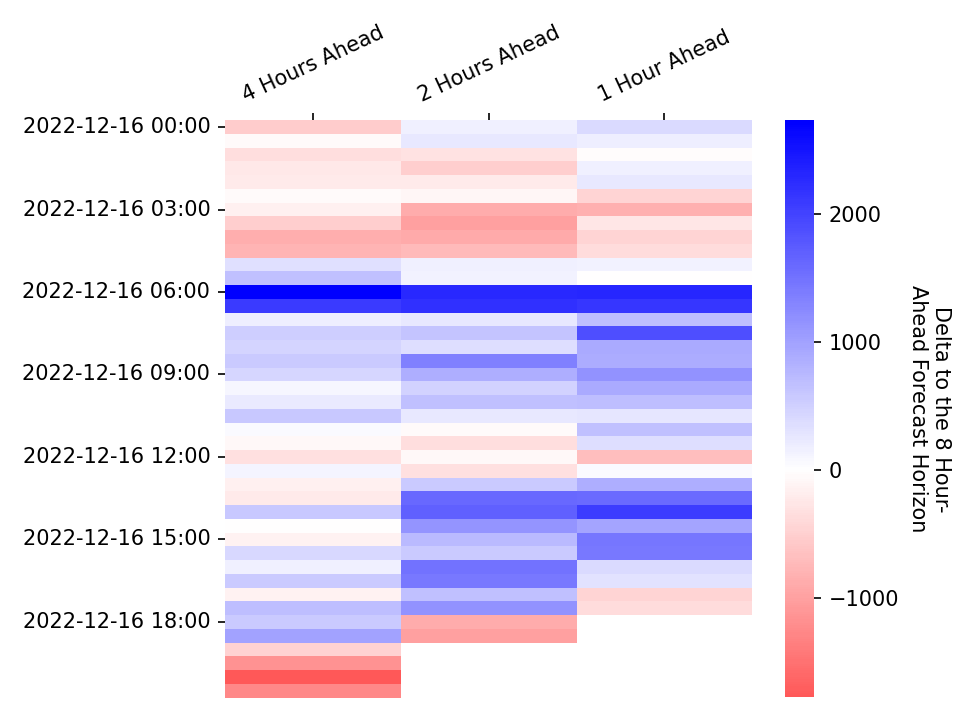 4 Hours Ahead
2 Hours Ahead
1 Hour Ahead
2022-12-16 00:00
2022-12-16 03:00
2022-12-16 06:00
2022-12-16 09:00
2022-12-16 12:00
2022-12-16 15:00
2022-12-16 18:00
2000
1000
0
−1000
Delta to the 8 Hour-
Ahead Forecast Horizon